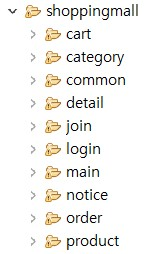 shoppingmall
cart
category
common
detail
join
login
main
notice
order
product